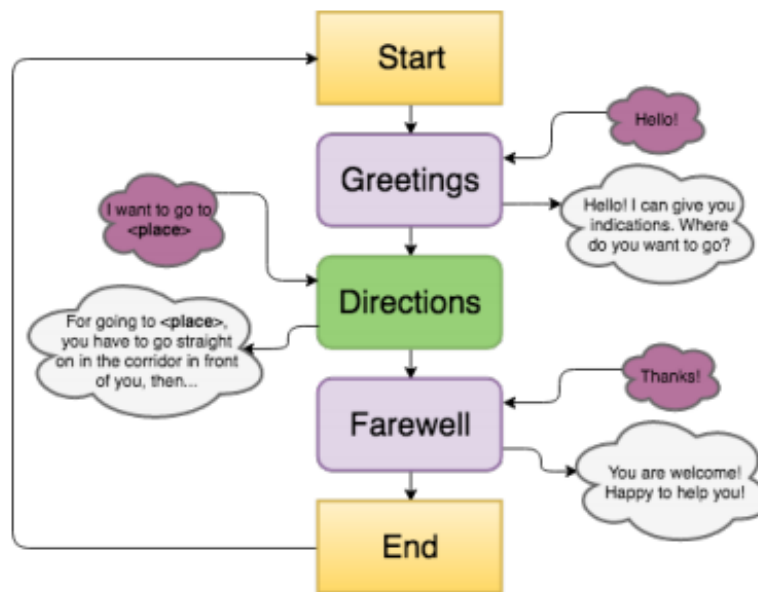 Start
Hello!
Greetings
Hello! I can give you
indications. Where
do you want to go?
I want to go to
<place>
Directions
For going to <place>,
you have to go straight
on in the corridor in front
of you, then...
Thanks!
Farewell
You are welcome!
Happy to help you!
End